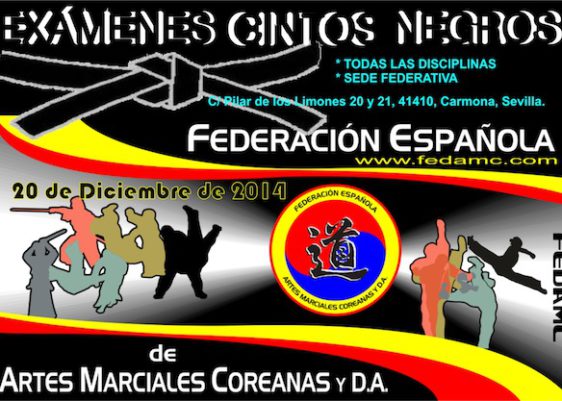 EXÁMENES CINTOS NEGROS
* TODAS LAS DISCIPLINAS
* SEDE FEDERATIVA
C/ Pilar de los Limones 20 y 21, 41410, Carmona, Sevilla.
FEDERACIÓN ESPAÑOLA
www.fedamc.com
20 de Diciembre de 2014
FEDERACIÓN ESPAÑOLA
道
ARTES MARCIALES COREANAS Y D.A.
FEDAMC
de
ARTES MARCIALES COREANAS Y D.A.